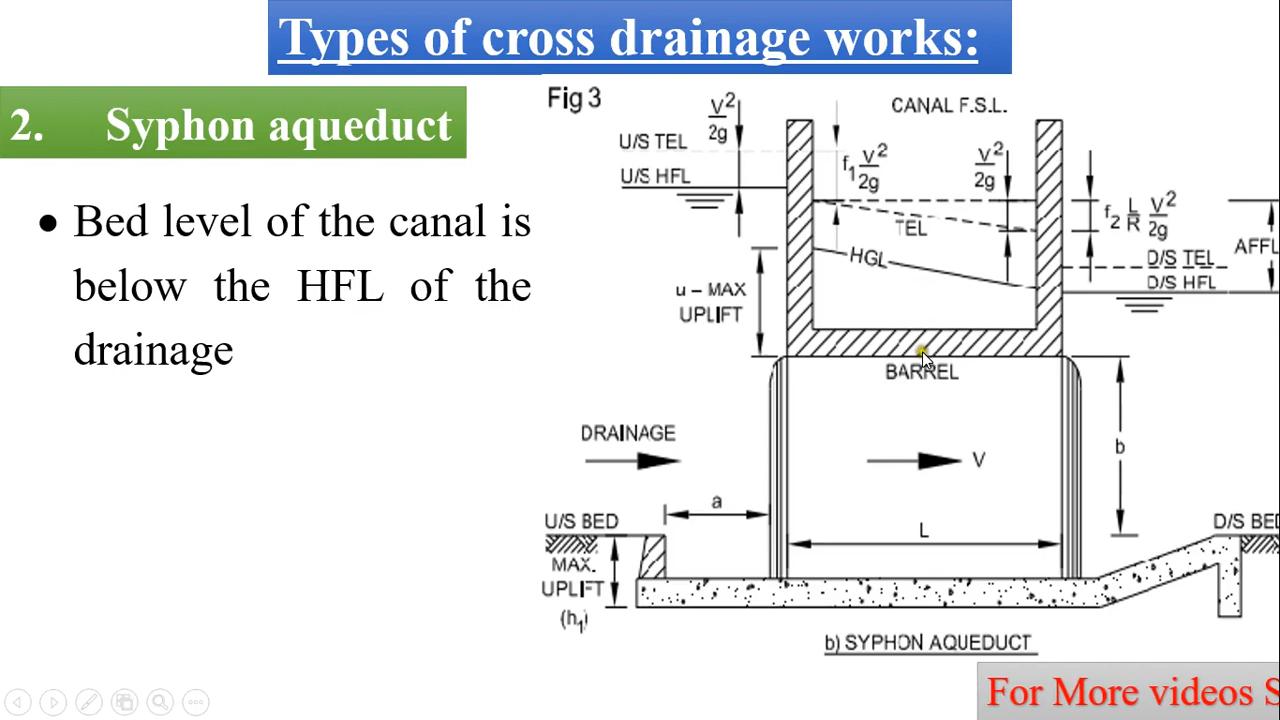 Types of cross drainage works:
2. Syphon aqueduct
• Bed level of the canal is
below the HFL of the
drainage
Fig 3
CANAL F.S.L.
V²/2g
U/S TEL
U/S HFL
f₁ V²/2g
V²/2g
f₂ L/R V²/2g
TEL
HGL
AFFL
D/S TEL
D/S HFL
u – MAX
UPLIFT
BARREL
DRAINAGE
V
b
a
L
U/S BED
D/S BED
MAX.
UPLIFT
(h₁)
b) SYPHON AQUEDUCT
For More videos S